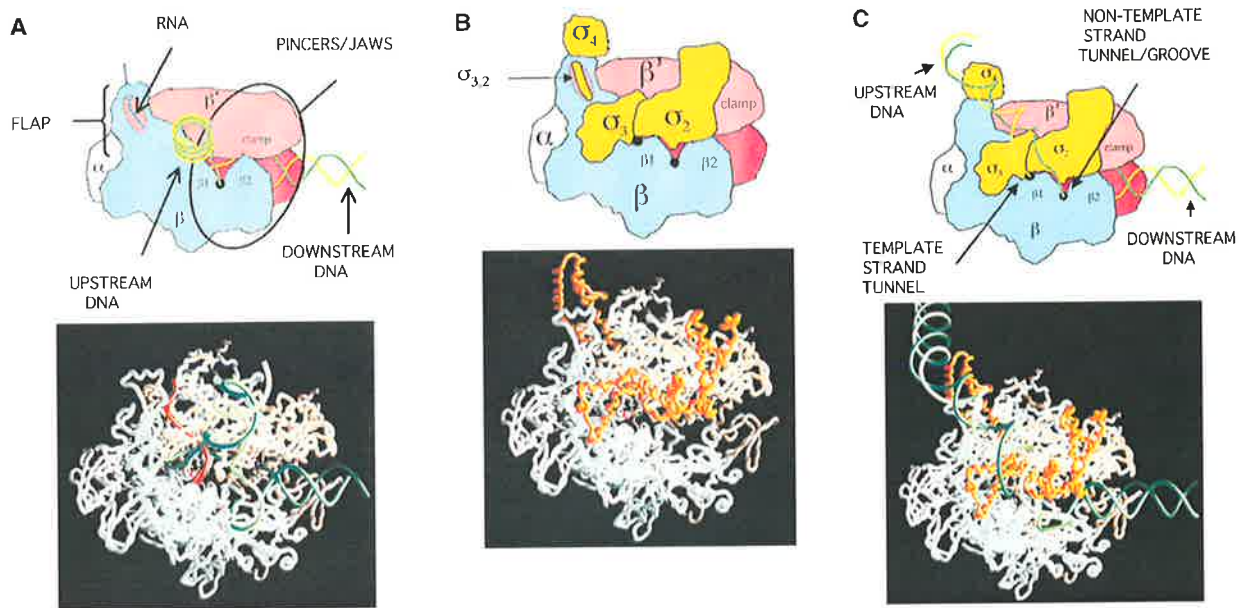 A
RNA
PINCERS/JAWS
FLAP
β'
clamp
α
β1
β2
β
UPSTREAM
DNA
DOWNSTREAM
DNA
B
σ4
σ3,2
β'
clamp
σ3
σ2
α
β1
β2
β
C
NON-TEMPLATE
STRAND
TUNNEL/GROOVE
UPSTREAM
DNA
σ4
β'
clamp
σ2
α
σ3
β1
β2
β
TEMPLATE
STRAND
TUNNEL
DOWNSTREAM
DNA